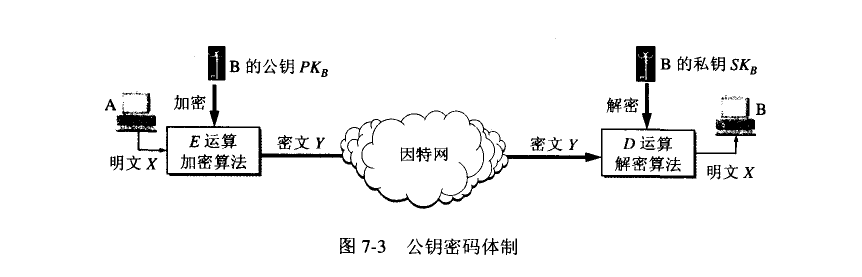 B 的公钥 PKB
B 的私钥 SKB
A
加密
解密
B
E 运算
加密算法
密文 Y
因特网
密文 Y
D 运算
解密算法
明文 X
明文 X
图 7-3 公钥密码体制